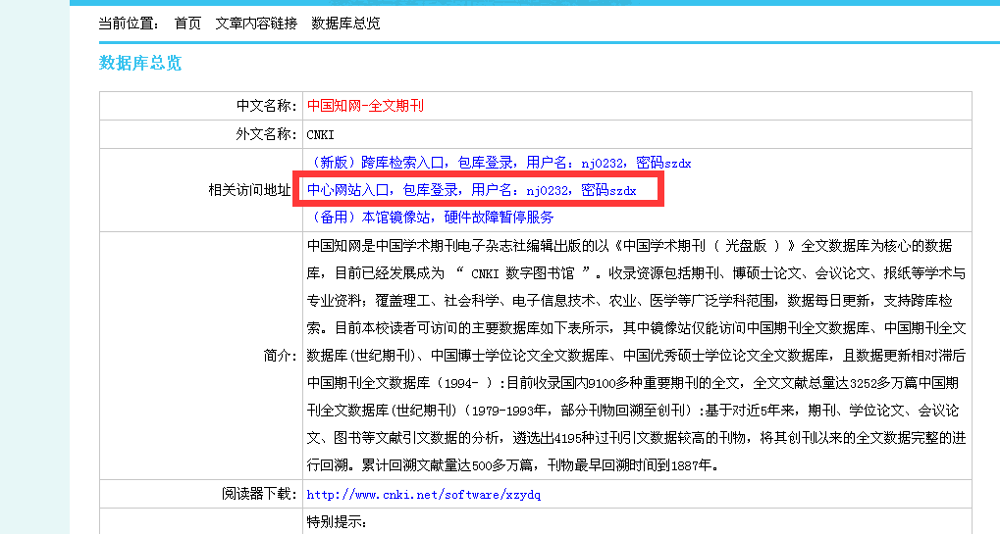 当前位置： 首页 文章内容链接 数据库总览
数据库总览
中文名称: 中国知网-全文期刊
外文名称: CNKI
（新版）跨库检索入口，包库登录，用户名：nj0232，密码szdx
相关访问地址 中心网站入口，包库登录，用户名：nj0232，密码szdx
（备用）本馆镜像站，硬件故障暂停服务
中国知网是中国学术期刊电子杂志社编辑出版的以《中国学术期刊 ( 光盘版 ) 》全文数据库为核心的数据
库，目前已经发展成为 “ CNKI 数字图书馆 ”。收录资源包括期刊、博硕士论文、会议论文、报纸等学术与
专业资料；覆盖理工、社会科学、电子信息技术、农业、医学等广泛学科范围，数据每日更新，支持跨库检
索。目前本校读者可访问的主要数据库如下表所示，其中镜像站仅能访问中国期刊全文数据库、中国期刊全文
简介: 数据库(世纪期刊)、中国博士学位论文全文数据库、中国优秀硕士学位论文全文数据库，且数据更新相对滞后
中国期刊全文数据库（1994- ）:目前收录国内9100多种重要期刊的全文，全文文献总量达3252多万篇中国期
刊全文数据库(世纪期刊)（1979-1993年，部分刊物回溯至创刊）:基于对近5年来，期刊、学位论文、会议论
文、图书等文献引文数据的分析，遴选出4195种过刊引文数据较高的刊物，将其创刊以来的全文数据完整的进
行回溯。累计回溯文献量达500多万篇，刊物最早回溯时间到1887年。
阅读器下载: http://www.cnki.net/software/xzydq
特别提示：